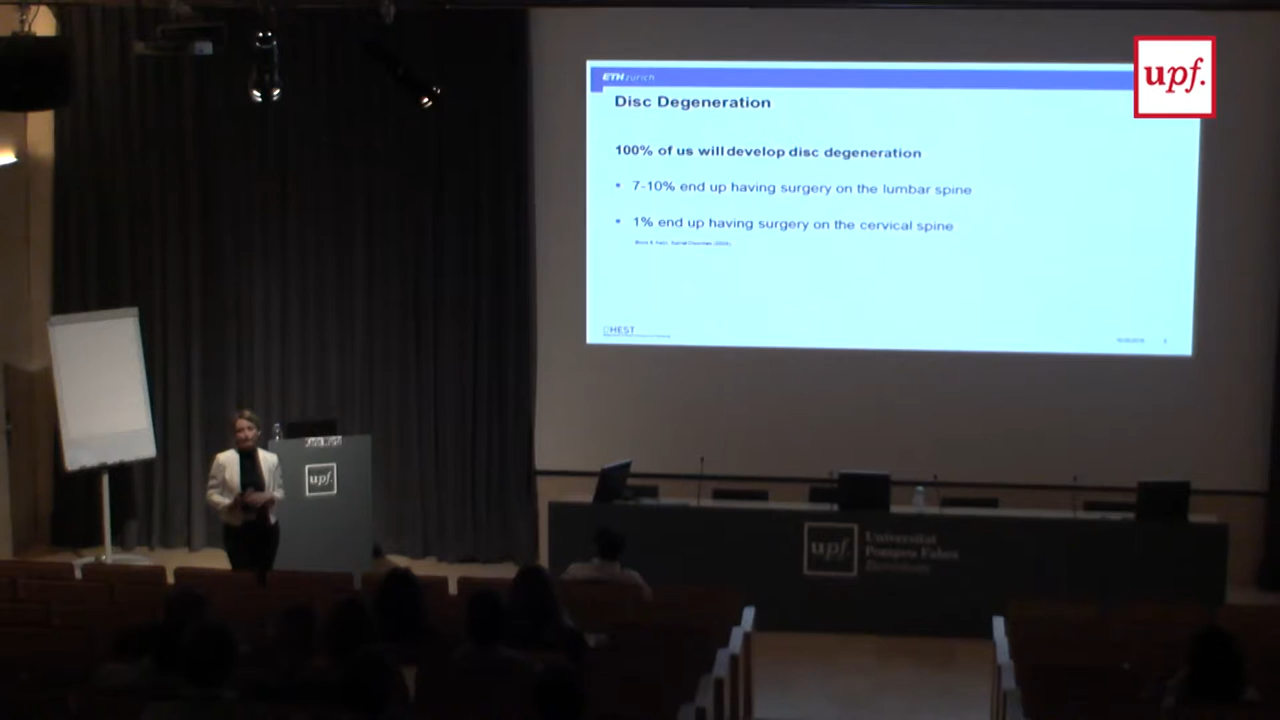 ETH zürich
upf.
Disc Degeneration
100% of us will develop disc degeneration
• 7-10% end up having surgery on the lumbar spine
• 1% end up having surgery on the cervical spine
HEST
upf.
upf.
Universitat
Pompeu Fabra
Barcelona